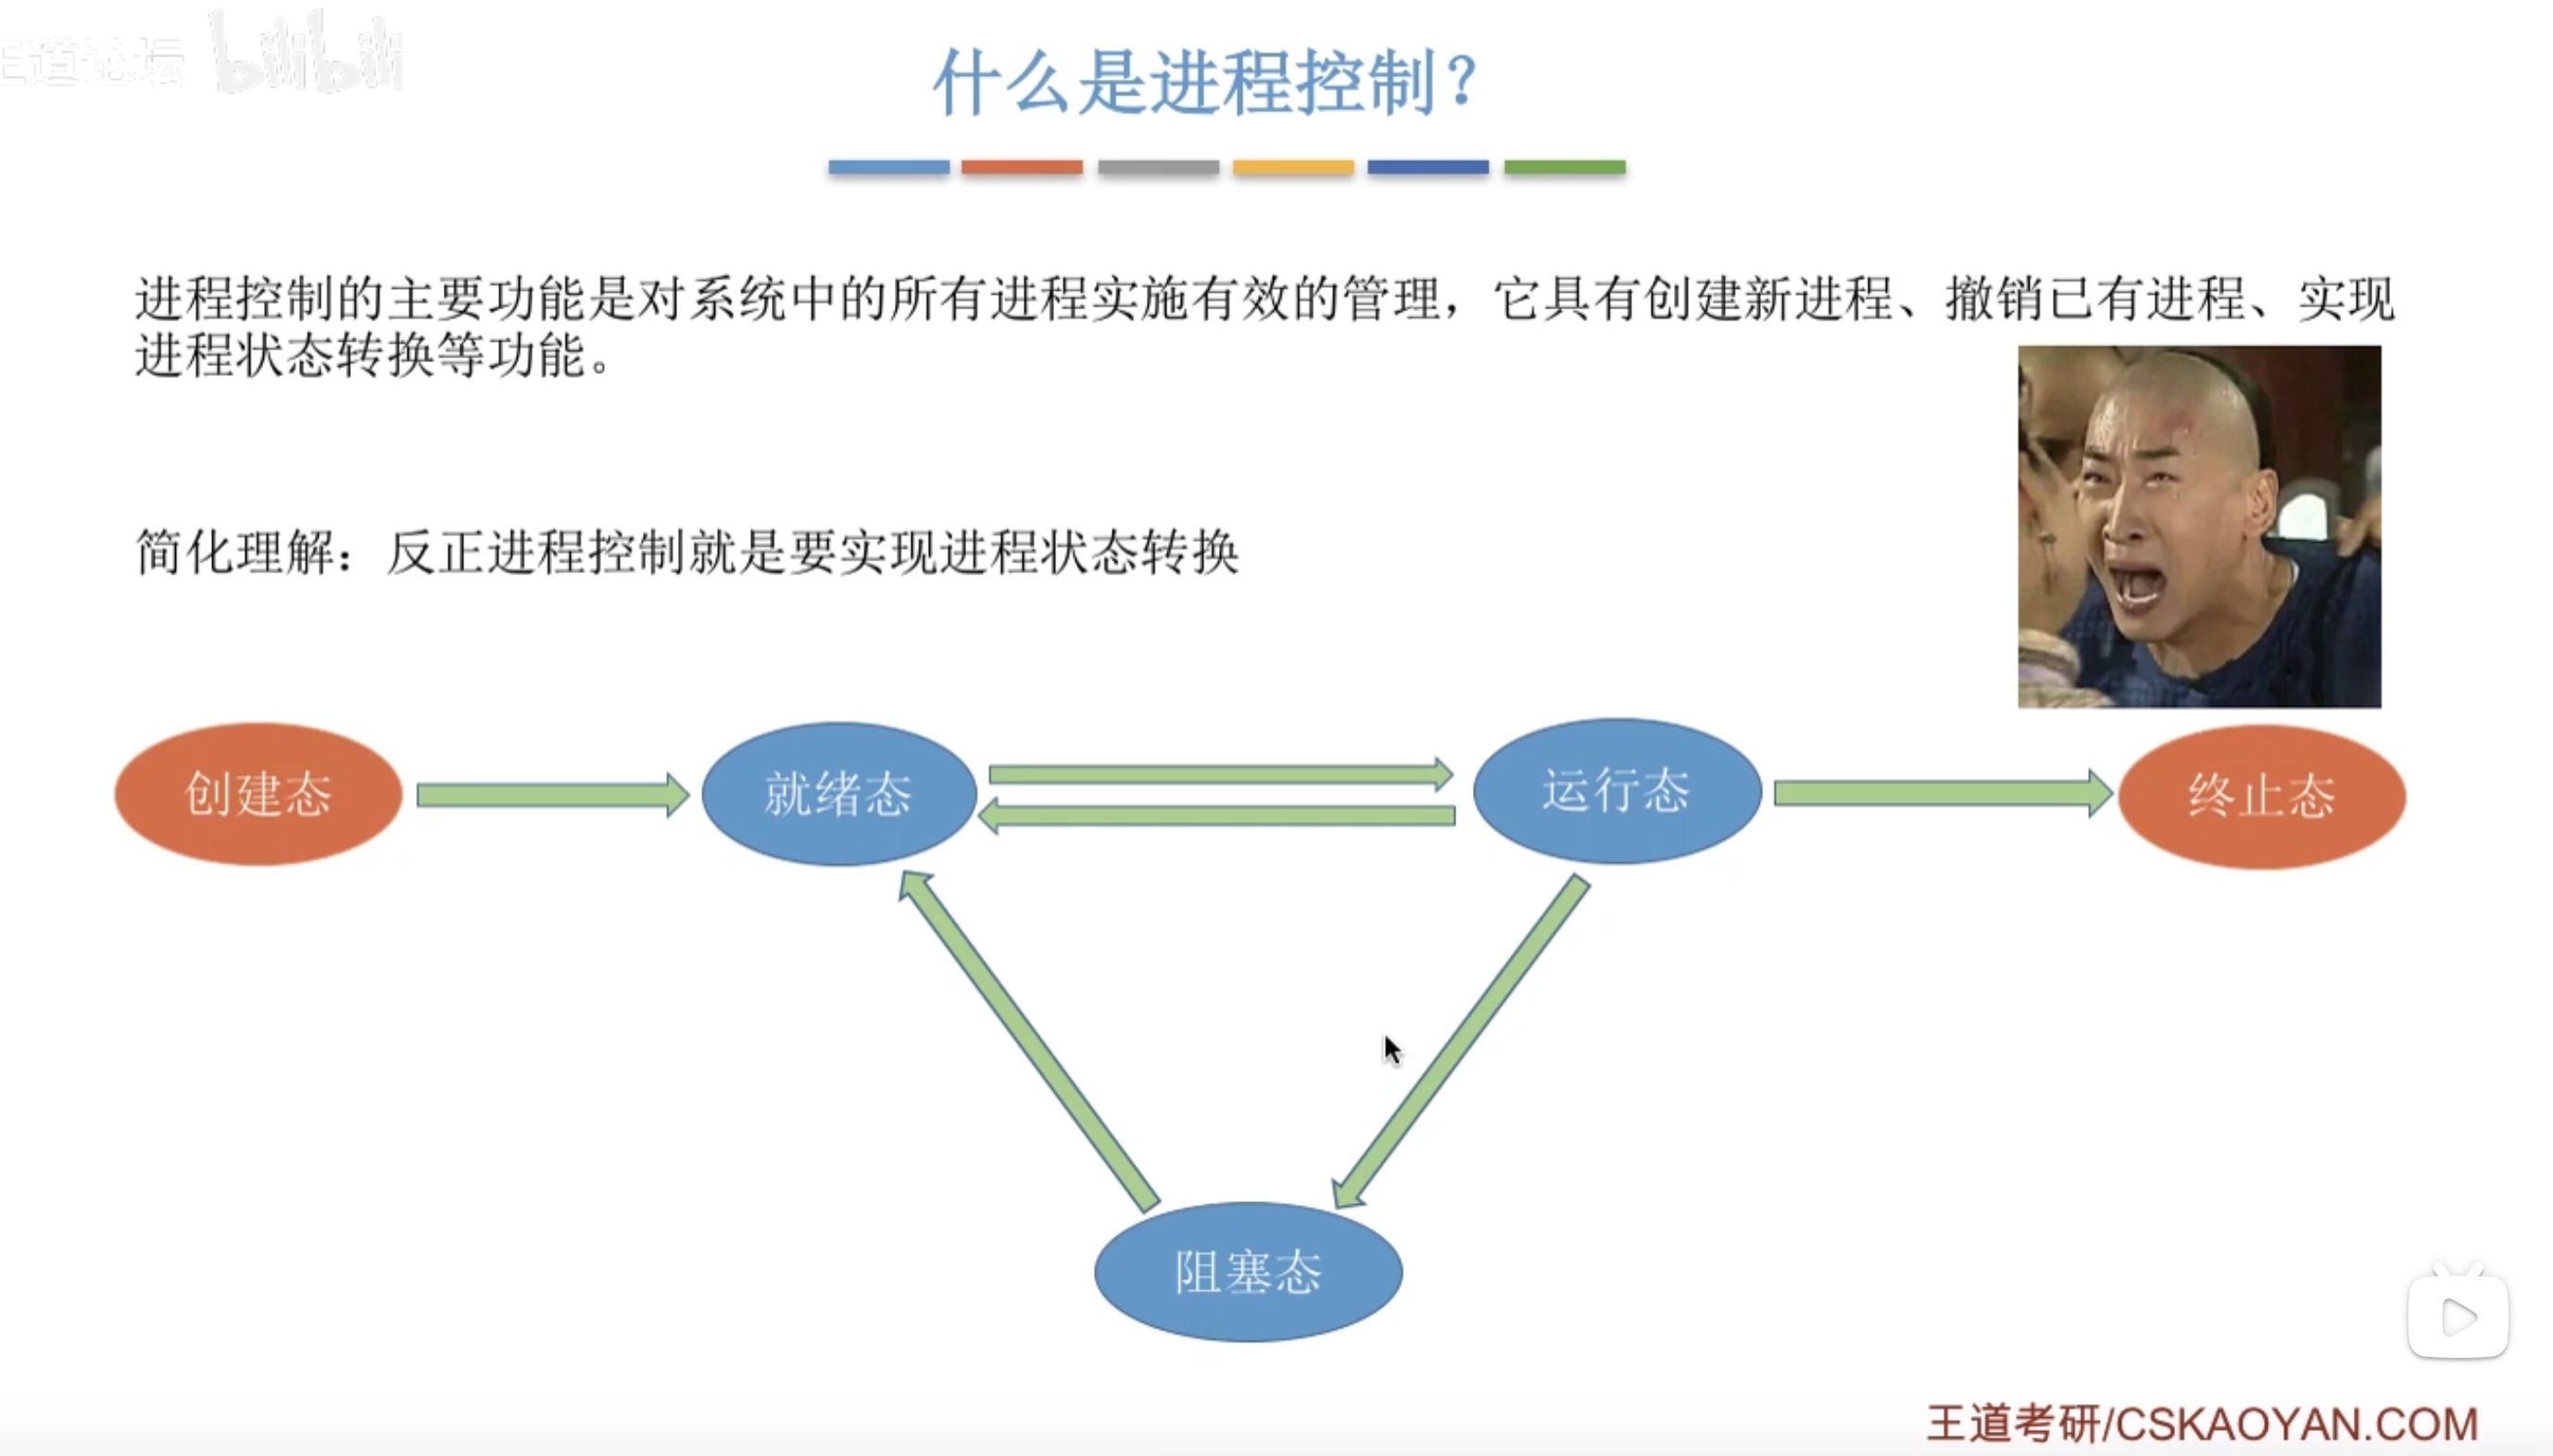 王道论坛 bilibili
什么是进程控制？
进程控制的主要功能是对系统中的所有进程实施有效的管理，它具有创建新进程、撤销已有进程、实现
进程状态转换等功能。
简化理解：反正进程控制就是要实现进程状态转换
创建态
就绪态
运行态
终止态
阻塞态
王道考研/CSKAOYAN.COM